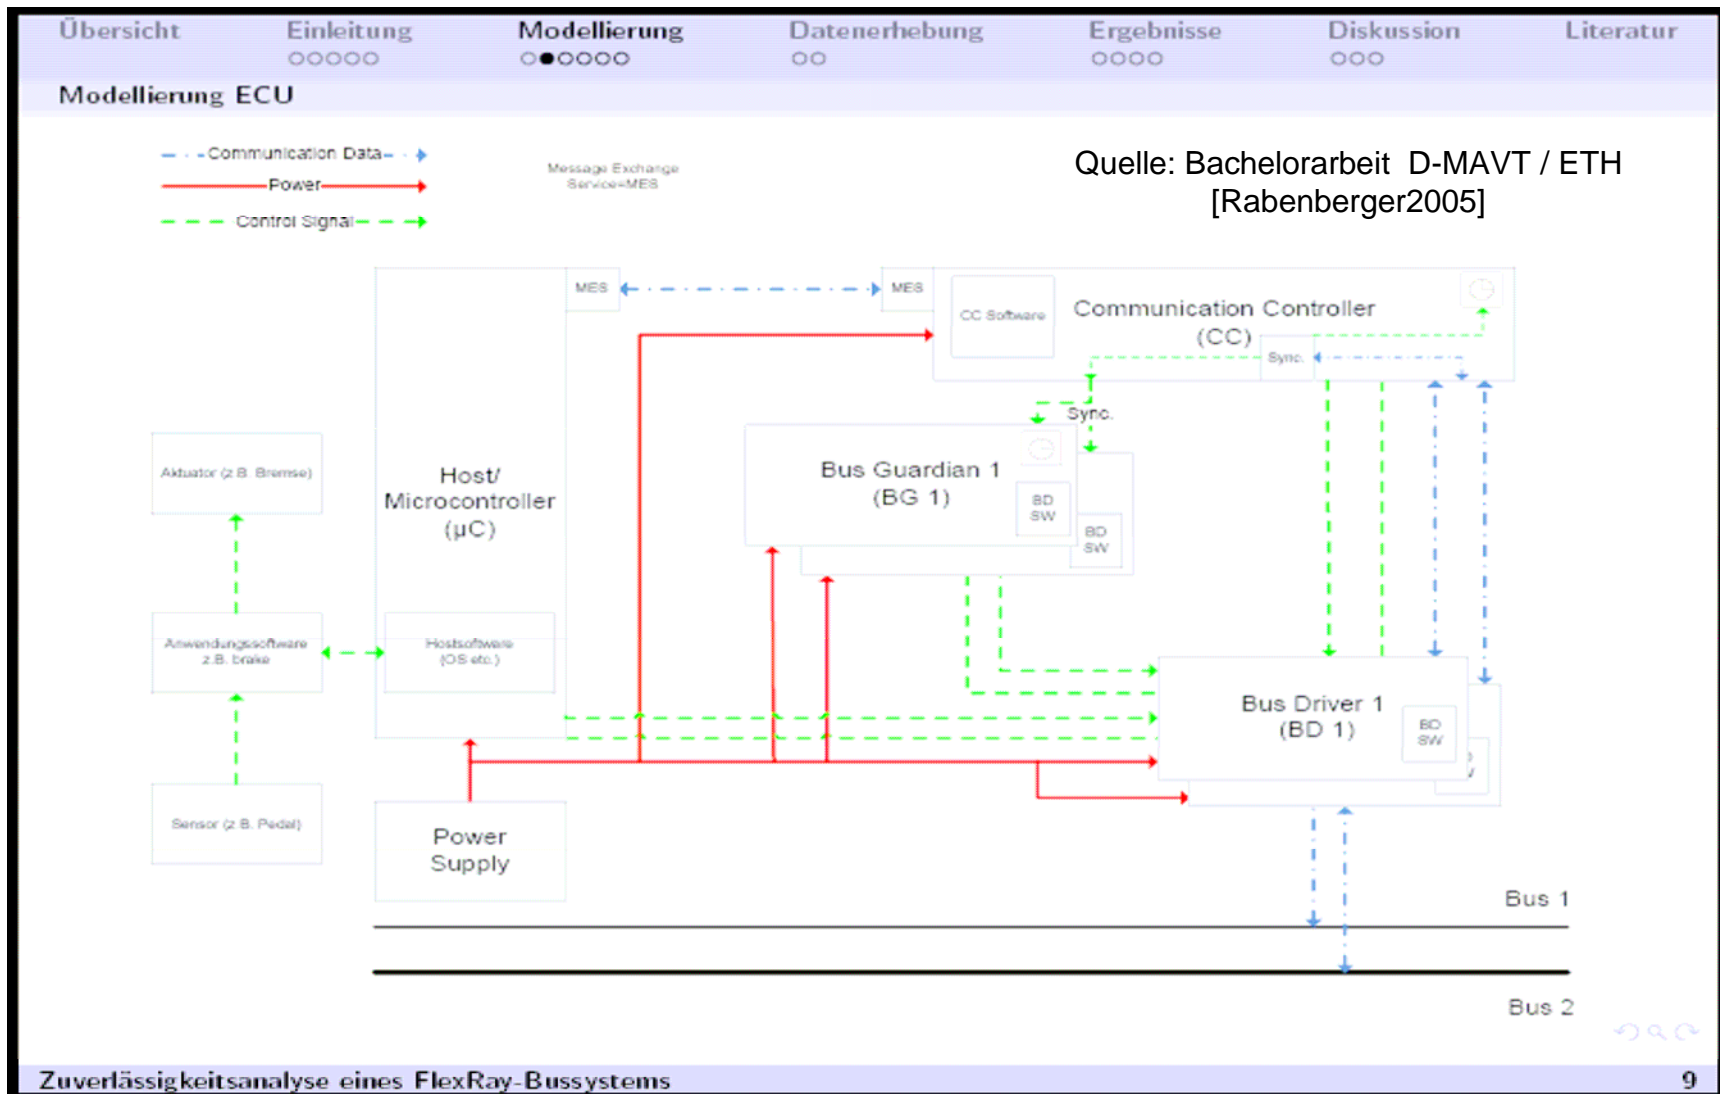 Übersicht Einleitung Modellierung Datenerhebung Ergebnisse Diskussion Literatur
Modellierung ECU
Communication Data
Power
Control Signal
Message Exchange
Service=MES
Quelle: Bachelorarbeit D-MAVT / ETH
[Rabenberger2005]
MES
MES
CC Software
Communication Controller
(CC)
Sync.
Sync.
Aktuator (z.B. Bremse)
Host/
Microcontroller
(µC)
Bus Guardian 1
(BG 1)
BD
SW
BD
SW
Anwendungssoftware
z.B. brake
Hostsoftware
(OS etc.)
Bus Driver 1
(BD 1)
BD
SW
Sensor (z.B. Pedal)
Power
Supply
Bus 1
Bus 2
Zuverlässigkeitsanalyse eines FlexRay-Bussystems 9